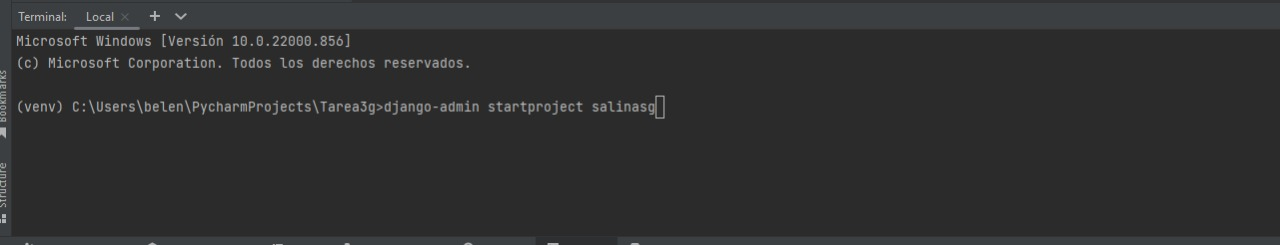 Terminal: Local
Microsoft Windows [Versión 10.0.22000.856]
(c) Microsoft Corporation. Todos los derechos reservados.
(venv) C:\Users\belen\PycharmProjects\Tarea3g>django-admin startproject salinasg
Bookmarks
Structure